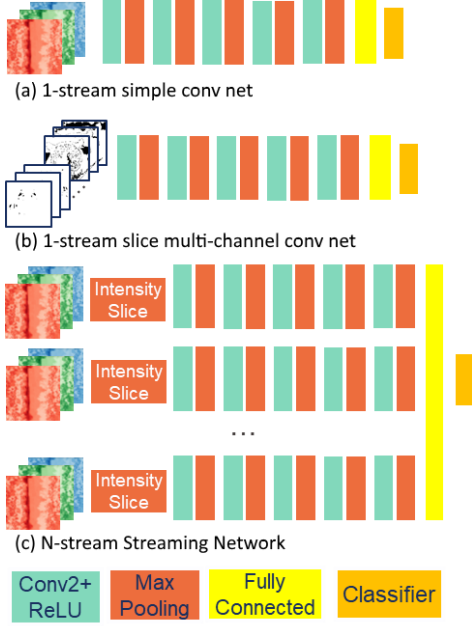 (a) 1-stream simple conv net
(b) 1-stream slice multi-channel conv net
Intensity
Slice
Intensity
Slice
...
Intensity
Slice
(c) N-stream Streaming Network
Conv2+
ReLU
Max
Pooling
Fully
Connected
Classifier